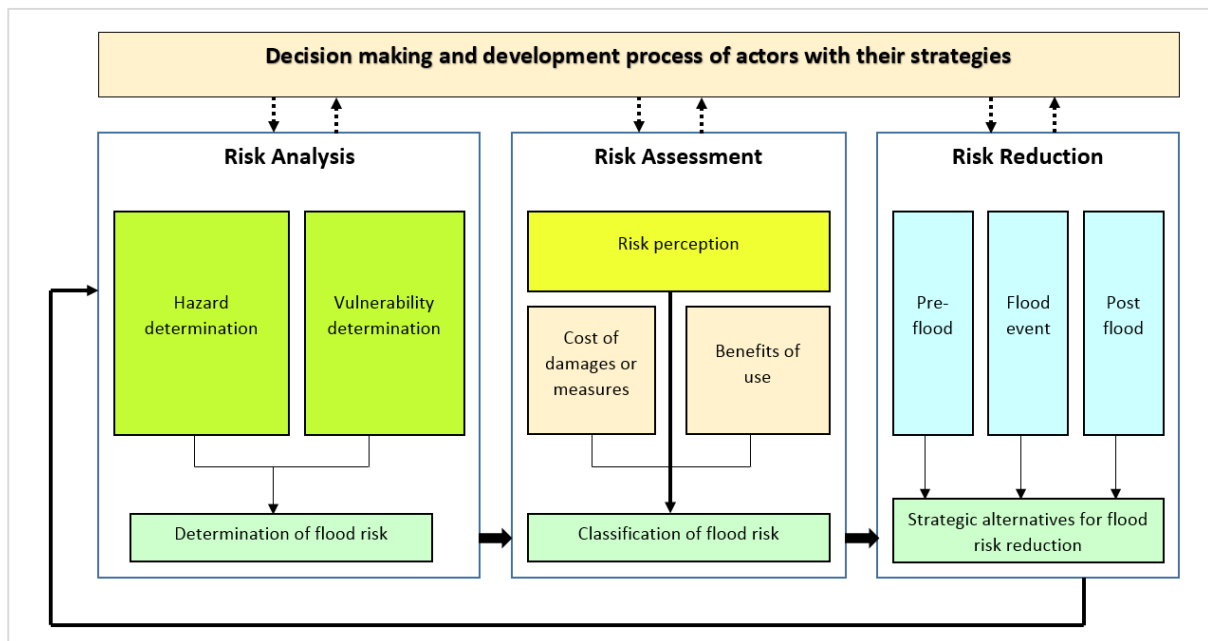 Decision making and development process of actors with their strategies
Risk Analysis
Hazard
determination
Vulnerability
determination
Determination of flood risk
Risk Assessment
Risk perception
Cost of
damages or
measures
Benefits of
use
Classification of flood risk
Risk Reduction
Pre-
flood
Flood
event
Post
flood
Strategic alternatives for flood
risk reduction